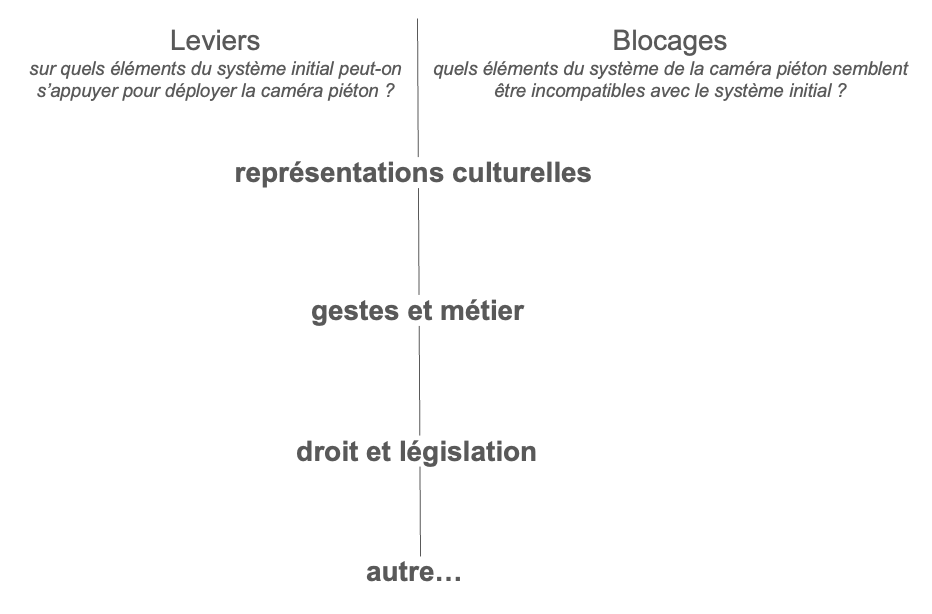 Leviers
sur quels éléments du système initial peut-on
s'appuyer pour déployer la caméra piéton ?
Blocages
quels éléments du système de la caméra piéton semblent
être incompatibles avec le système initial ?
représentations culturelles
gestes et métier
droit et législation
autre…